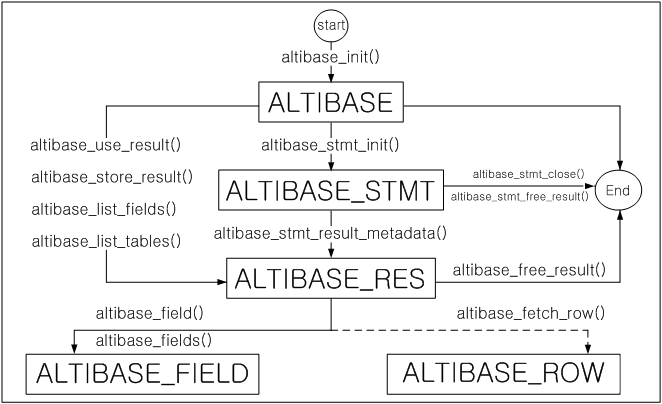 start
altibase_init()
ALTIBASE
altibase_use_result()
altibase_stmt_init()
altibase_store_result()
altibase_stmt_close()
ALTIBASE_STMT
End
altibase_stmt_free_result()
altibase_list_fields()
altibase_list_tables()
altibase_stmt_result_metadata()
ALTIBASE_RES
altibase_free_result()
altibase_field()
altibase_fetch_row()
altibase_fields()
ALTIBASE_FIELD
ALTIBASE_ROW